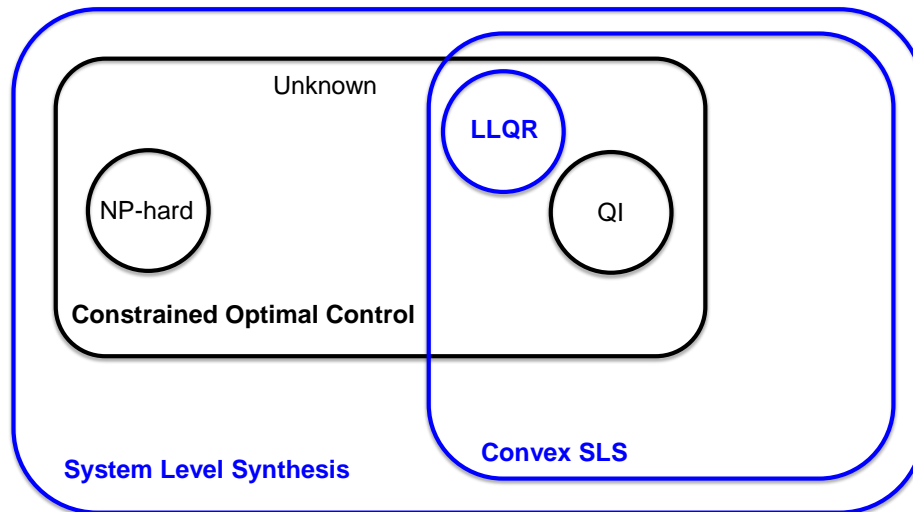 Unknown
LLQR
NP-hard
QI
Constrained Optimal Control
Convex SLS
System Level Synthesis